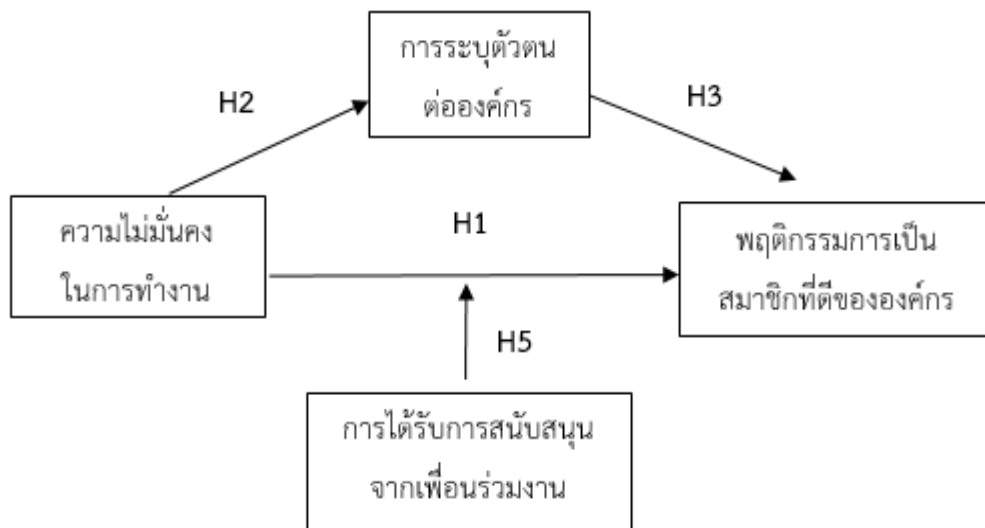 การระบุตัวตน
ต่อองค์กร
H2
H3
ความไม่มั่นคง
ในการทำงาน
H1
พฤติกรรมการเป็น
สมาชิกที่ดีขององค์กร
H5
การได้รับการสนับสนุน
จากเพื่อนร่วมงาน